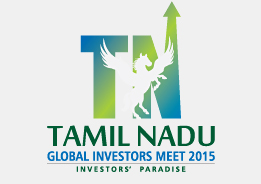 TN
TAMIL NADU
GLOBAL INVESTORS MEET 2015
INVESTORS' PARADISE